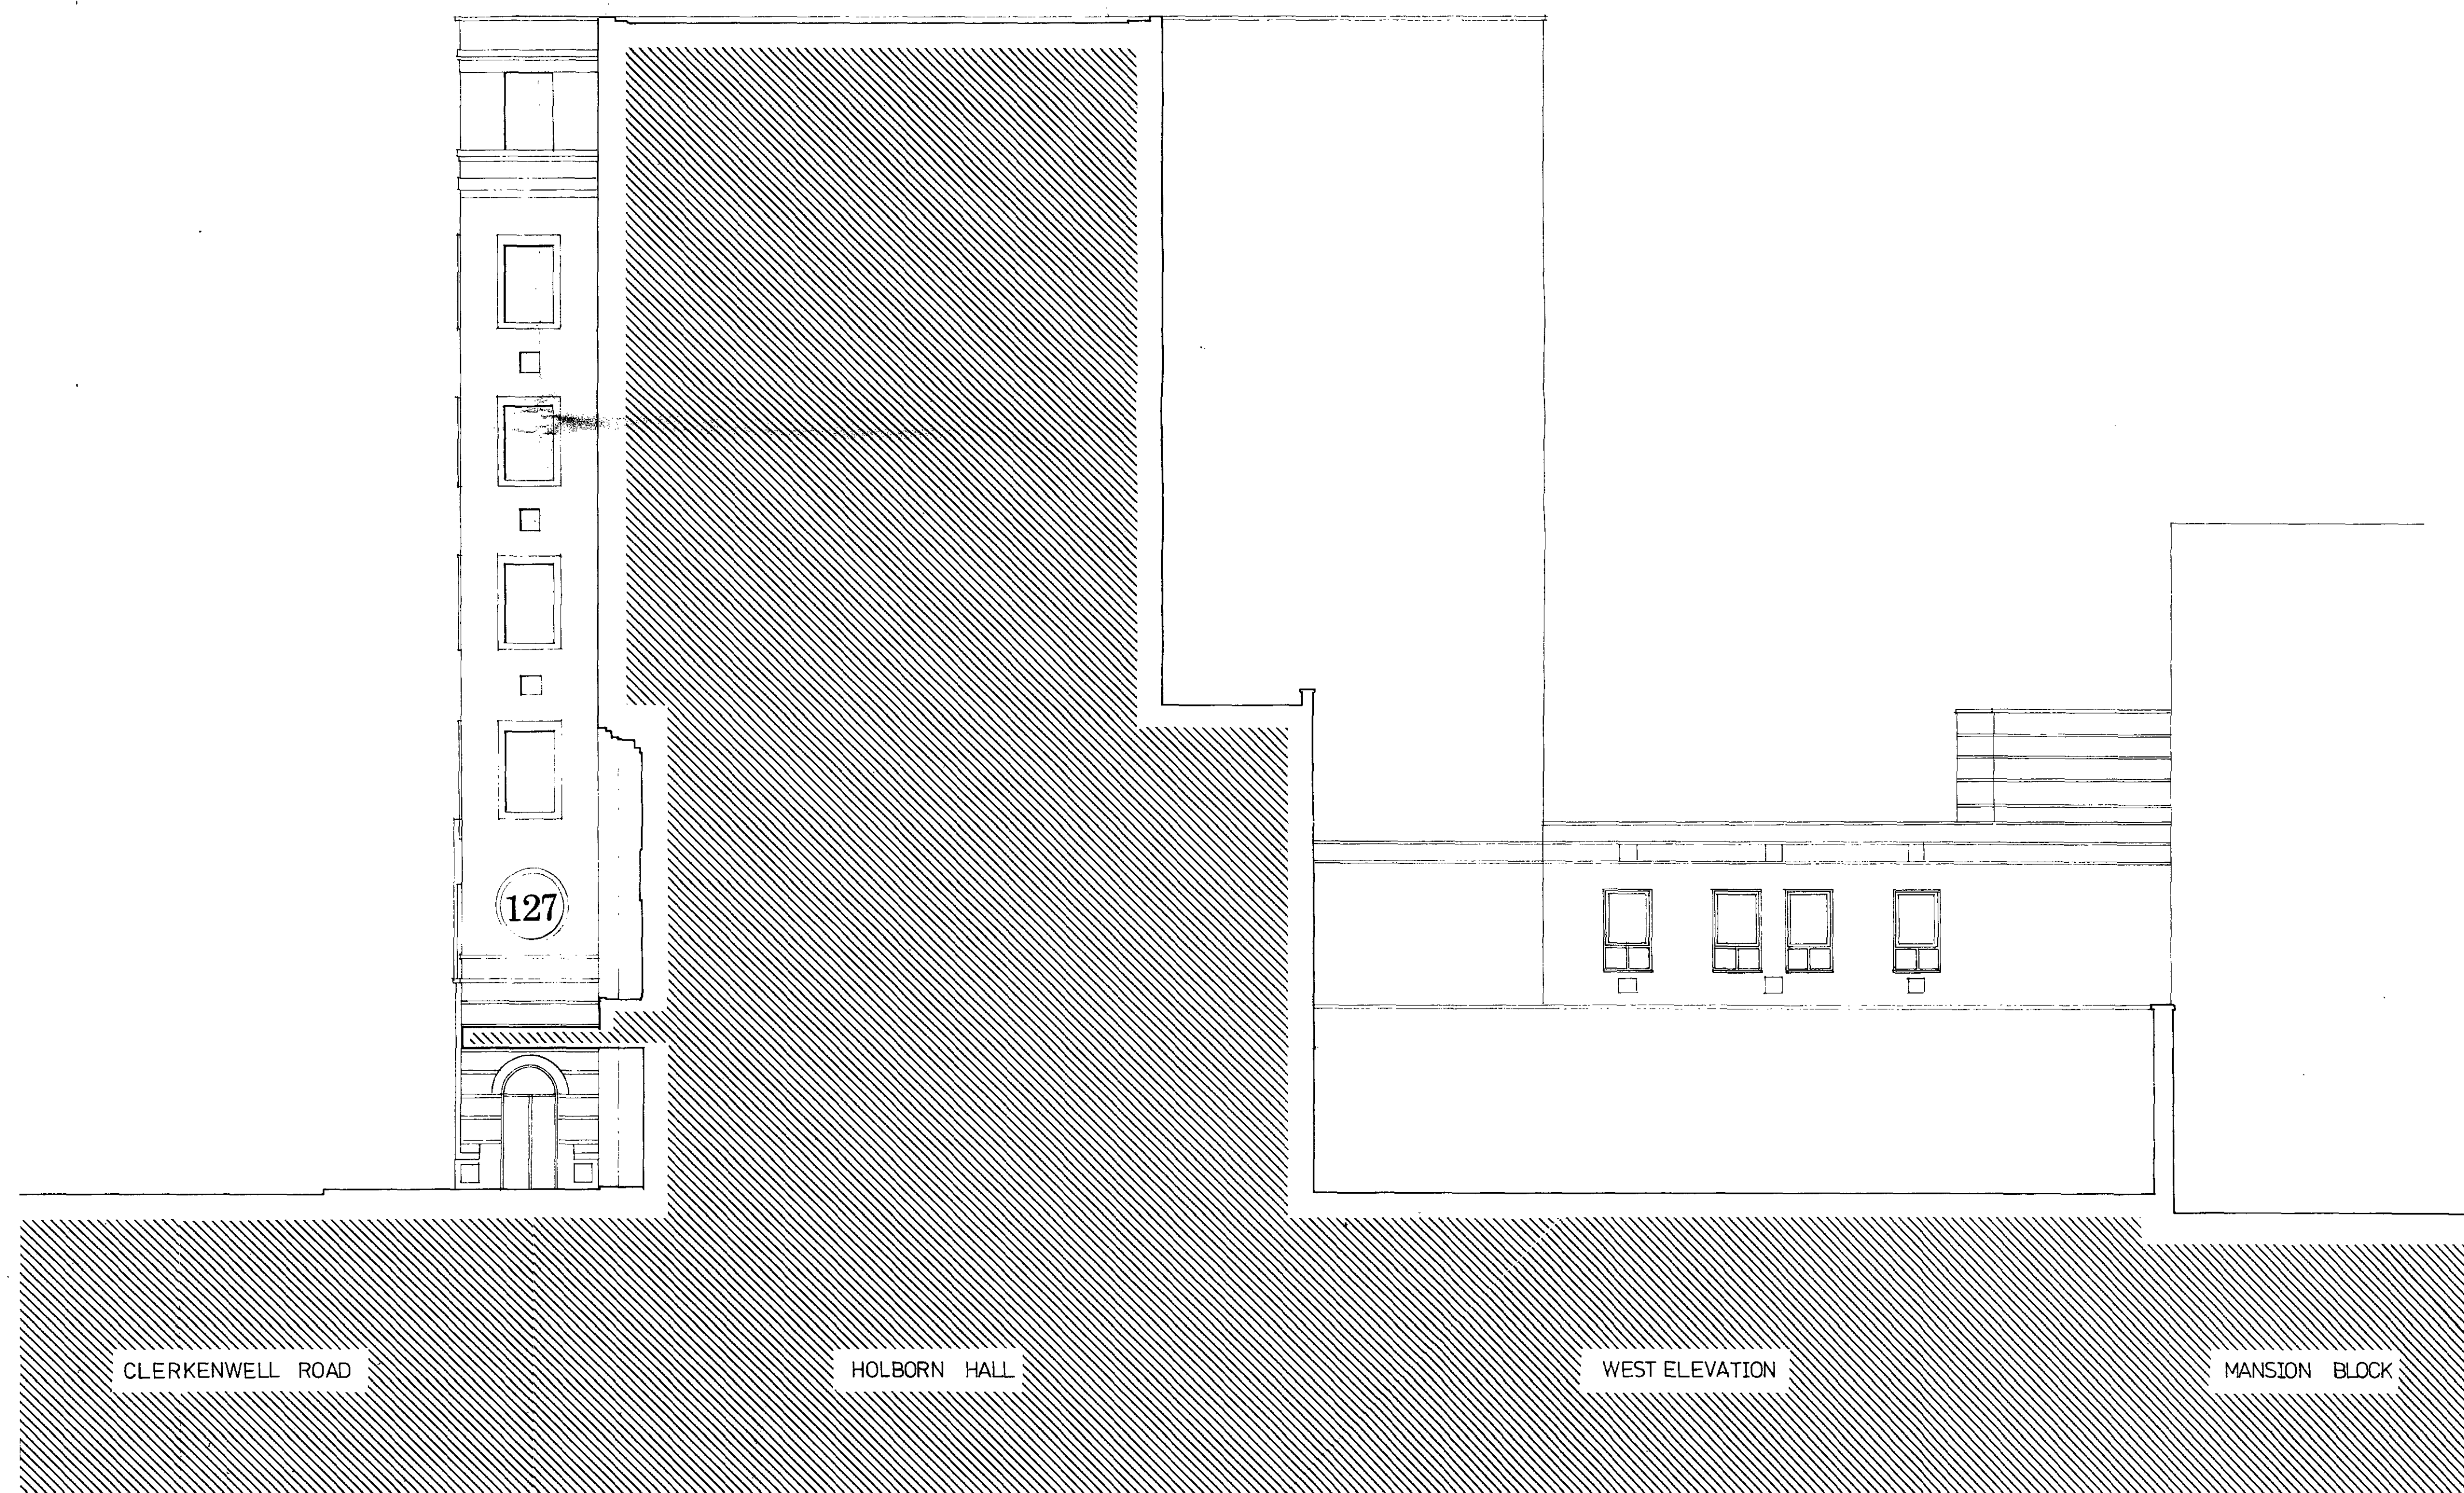 127
CLERKENWELL ROAD
HOLBORN HALL
WEST ELEVATION
MANSION BLOCK